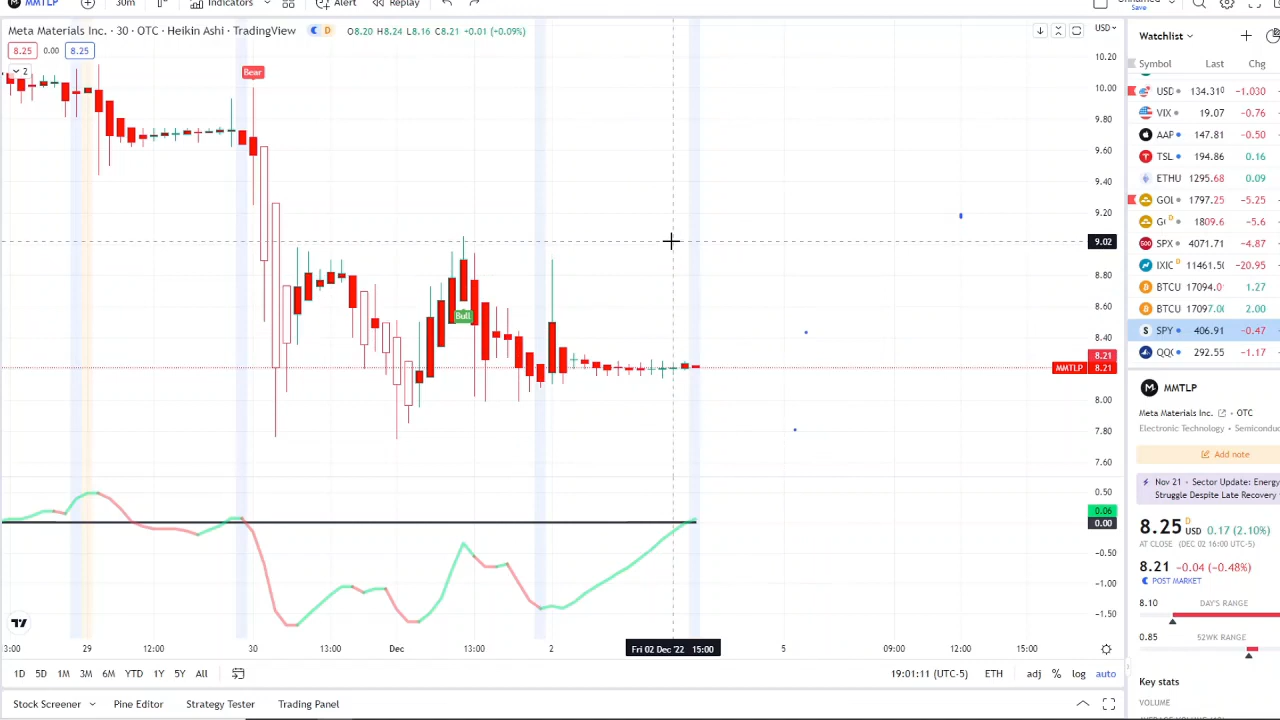 MMTLP 30m Indicators Alert Replay
Save
Meta Materials Inc. · 30 · OTC · Heikin Ashi · TradingView D O8.20 H8.24 L8.16 C8.21 +0.01 (+0.09%)
8.25 0.00 8.25
2
Bear
Bull
USD
10.20
10.00
9.80
9.60
9.40
9.20
9.02
8.80
8.60
8.40
8.21
MMTLP 8.21
8.00
7.80
7.60
0.50
0.06
0.00
−0.50
−1.00
−1.50
29 12:00 30 13:00 Dec 13:00 2 Fri 02 Dec '22 15:00 5 09:00 12:00 15:00
1D 5D 1M 3M 6M YTD 1Y 5Y All 19:01:11 (UTC-5) ETH adj % log auto
Stock Screener Pine Editor Strategy Tester Trading Panel
Watchlist
Symbol Last Chg
USD 134.310 −1.030
VIX 19.07 −0.76
AAP 147.81 −0.50
TSL 194.86 0.16
ETHU 1295.68 0.09
GOL 1797.25 −5.25
D 1809.6 −5.6
500 SPX 4071.71 −4.87
IXIC D 11461.50 −20.95
BTCU 17094.0 1.27
BTCU 17097.00 2.00
S SPY 406.91 −0.47
QQQ 292.55 −1.17
M. MMTLP
Meta Materials Inc. · OTC
Electronic Technology · Semiconduc
Add note
Nov 21 · Sector Update: Energy
Struggle Despite Late Recovery
8.25 D USD 0.17 (2.10%)
AT CLOSE (DEC 02 16:00 UTC-5)
8.21 −0.04 (−0.48%)
POST MARKET
8.10 DAY'S RANGE
0.85 52WK RANGE
Key stats
VOLUME